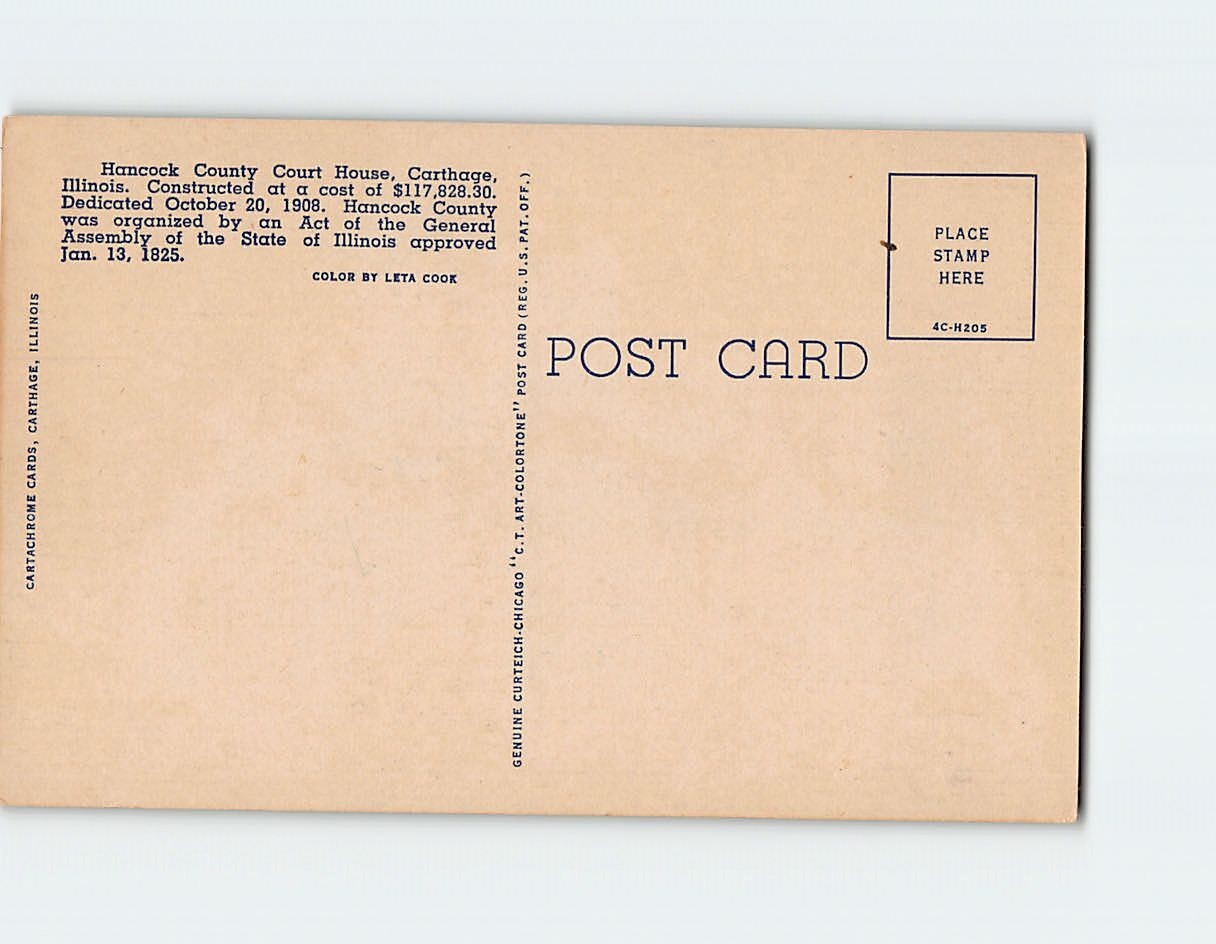 Hancock County Court House, Carthage,
Illinois. Constructed at a cost of $117,828.30.
Dedicated October 20, 1908. Hancock County
was organized by an Act of the General
Assembly of the State of Illinois approved
Jan. 13, 1825.
COLOR BY LETA COOK
CARTACHROME CARDS, CARTHAGE, ILLINOIS
GENUINE CURTEICH-CHICAGO "C.T. ART-COLORTONE" POST CARD (REG. U.S. PAT. OFF.)
POST CARD
PLACE
STAMP
HERE
4C-H205